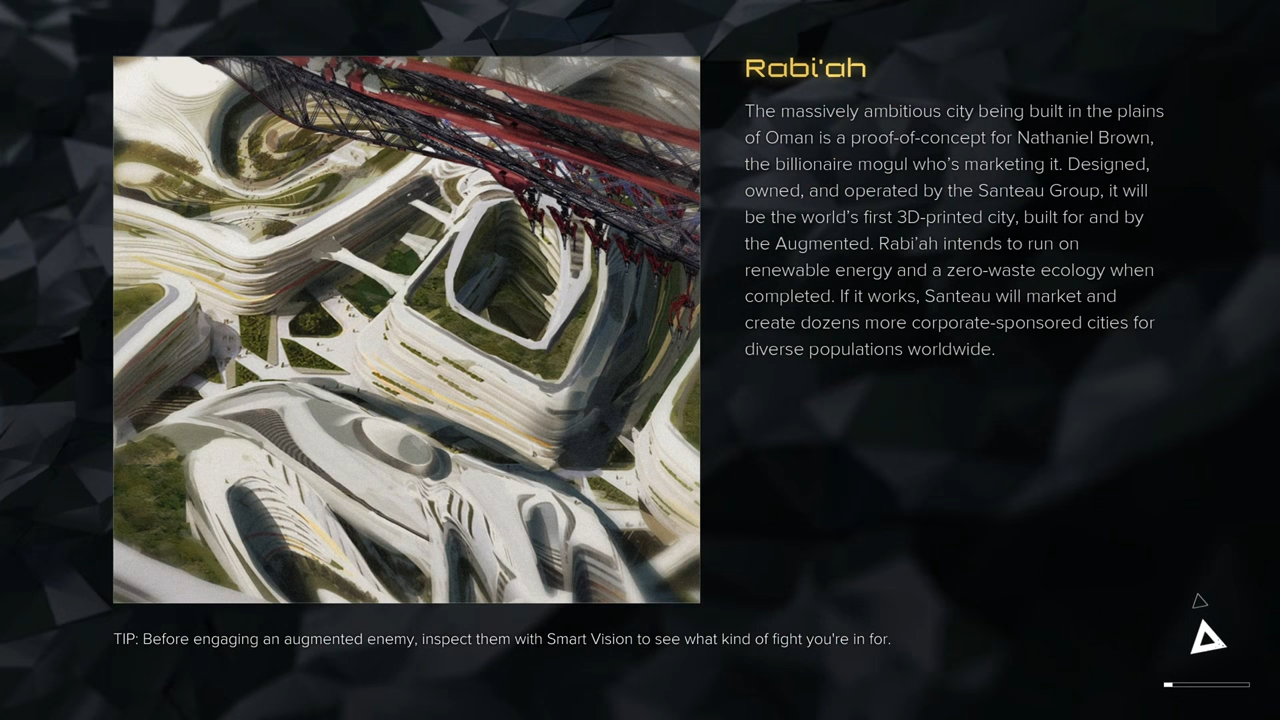 Rabi'ah
The massively ambitious city being built in the plains
of Oman is a proof-of-concept for Nathaniel Brown,
the billionaire mogul who's marketing it. Designed,
owned, and operated by the Santeau Group, it will
be the world's first 3D-printed city, built for and by
the Augmented. Rabi'ah intends to run on
renewable energy and a zero-waste ecology when
completed. If it works, Santeau will market and
create dozens more corporate-sponsored cities for
diverse populations worldwide.
TIP: Before engaging an augmented enemy, inspect them with Smart Vision to see what kind of fight you're in for.